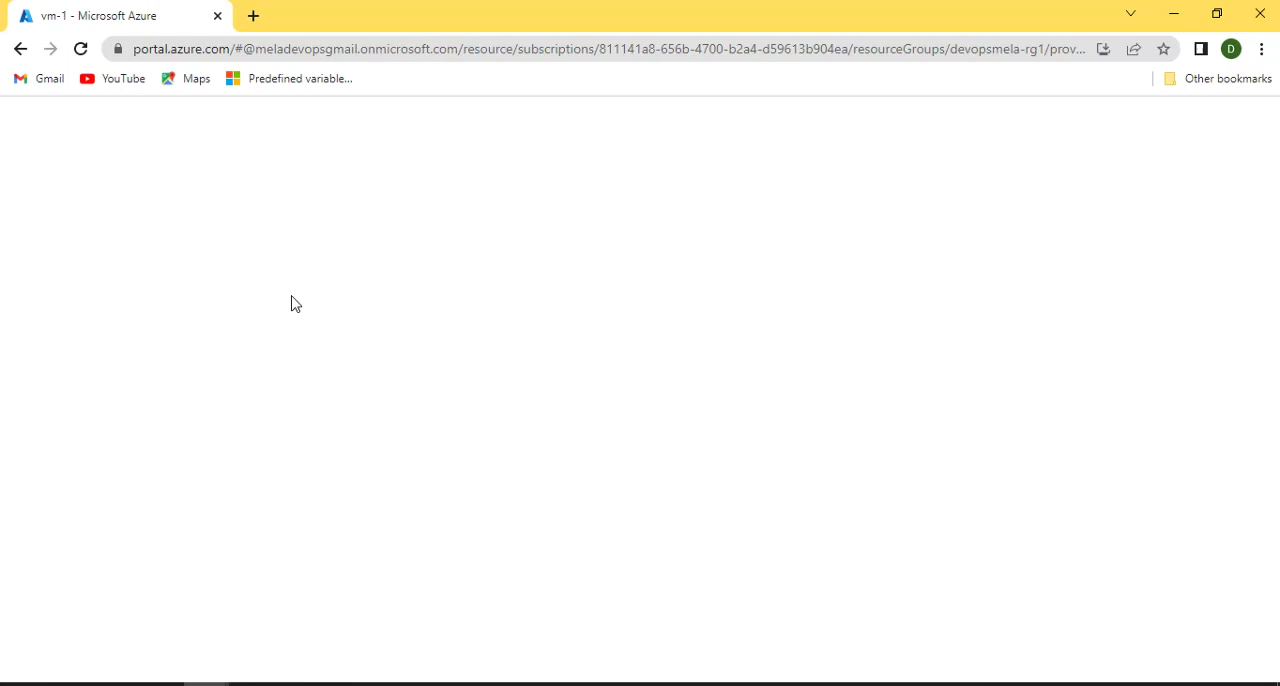 vm-1 - Microsoft Azure
portal.azure.com/#@meladevopsgmail.onmicrosoft.com/resource/subscriptions/811141a8-656b-4700-b2a4-d59613b904ea/resourceGroups/devopsmela-rg1/prov...
D
Gmail
YouTube
Maps
Predefined variable...
Other bookmarks